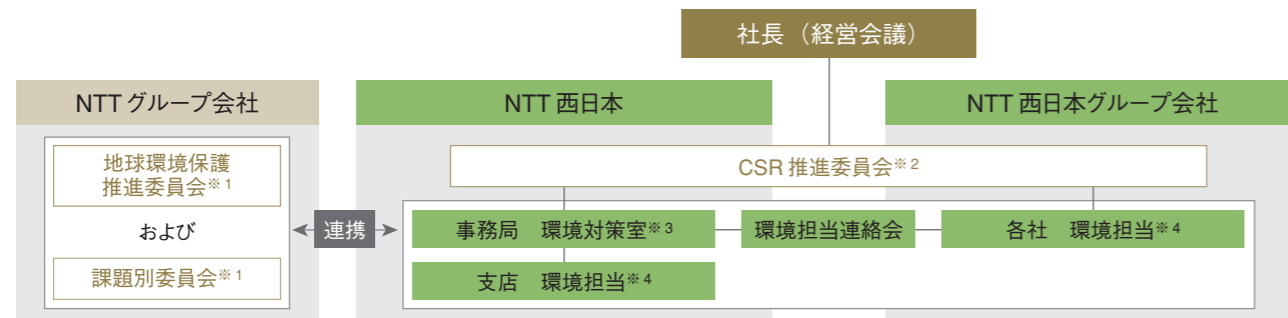 社長（経営会議）
NTTグループ会社
NTT西日本
NTT西日本グループ会社
地球環境保護
推進委員会※1
および
課題別委員会※1
連携
CSR推進委員会※2
事務局　環境対策室※3
環境担当連絡会
各社　環境担当※4
支店　環境担当※4